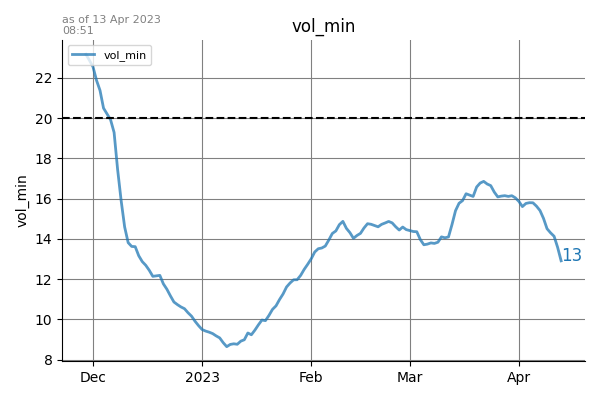 as of 13 Apr 2023
08:51
vol_min
vol_min
22
20
18
16
14
12
10
8
vol_min
13
Dec
2023
Feb
Mar
Apr